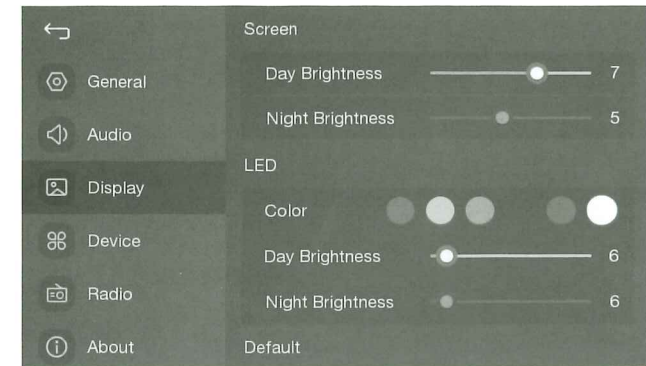 Screen
General
Day Brightness 7
Night Brightness 5
Audio
LED
Display
Color
Device
Day Brightness 6
Radio
Night Brightness 6
About
Default